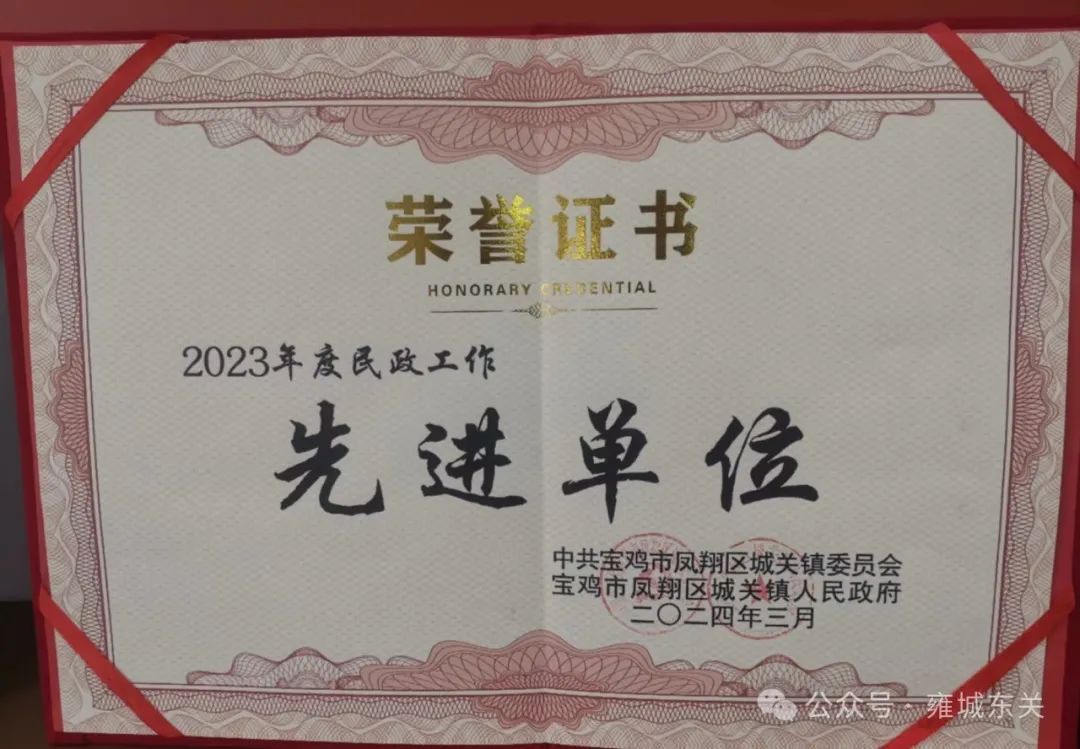 荣誉证书
HONORARY CREDENTIAL
2023年度民政工作
先进单位
中共宝鸡市凤翔区城关镇委员会
宝鸡市凤翔区城关镇人民政府
二〇二四年三月
公众号·雍城东关